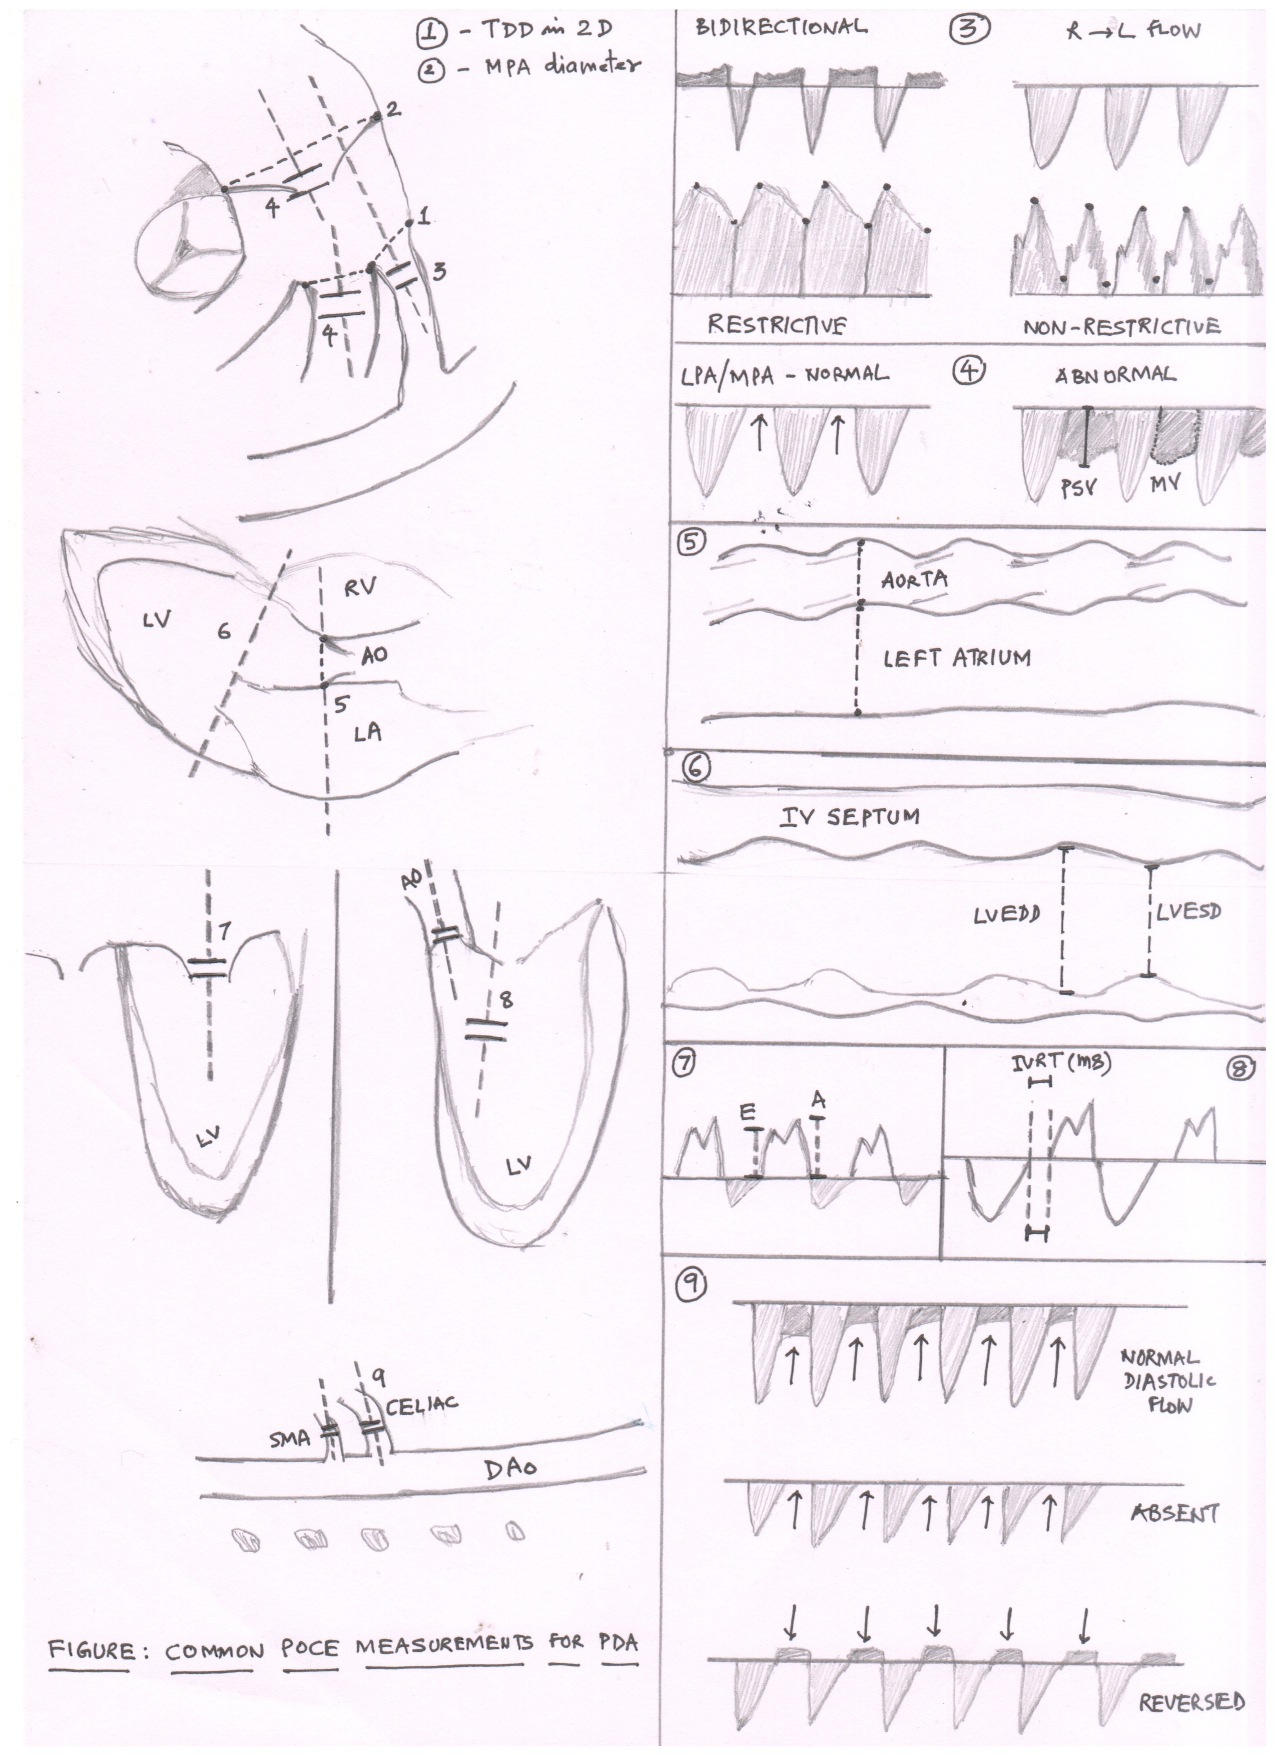 ① - TDD in 2D
② - MPA diameter
2
4
1
3
4
BIDIRECTIONAL
③
R→L FLOW
RESTRICTIVE
NON-RESTRICTIVE
LPA/MPA - NORMAL
④
ABNORMAL
PSV
MV
⑤
AORTA
LEFT ATRIUM
LV
6
RV
AO
5
LA
⑥
IV SEPTUM
LVEDD
LVESD
7
LV
AO
8
LV
⑦
E
A
IVRT (ms)
⑧
⑨
NORMAL
DIASTOLIC
FLOW
ABSENT
REVERSED
9
CELIAC
SMA
DAo
FIGURE: COMMON POCE MEASUREMENTS FOR PDA